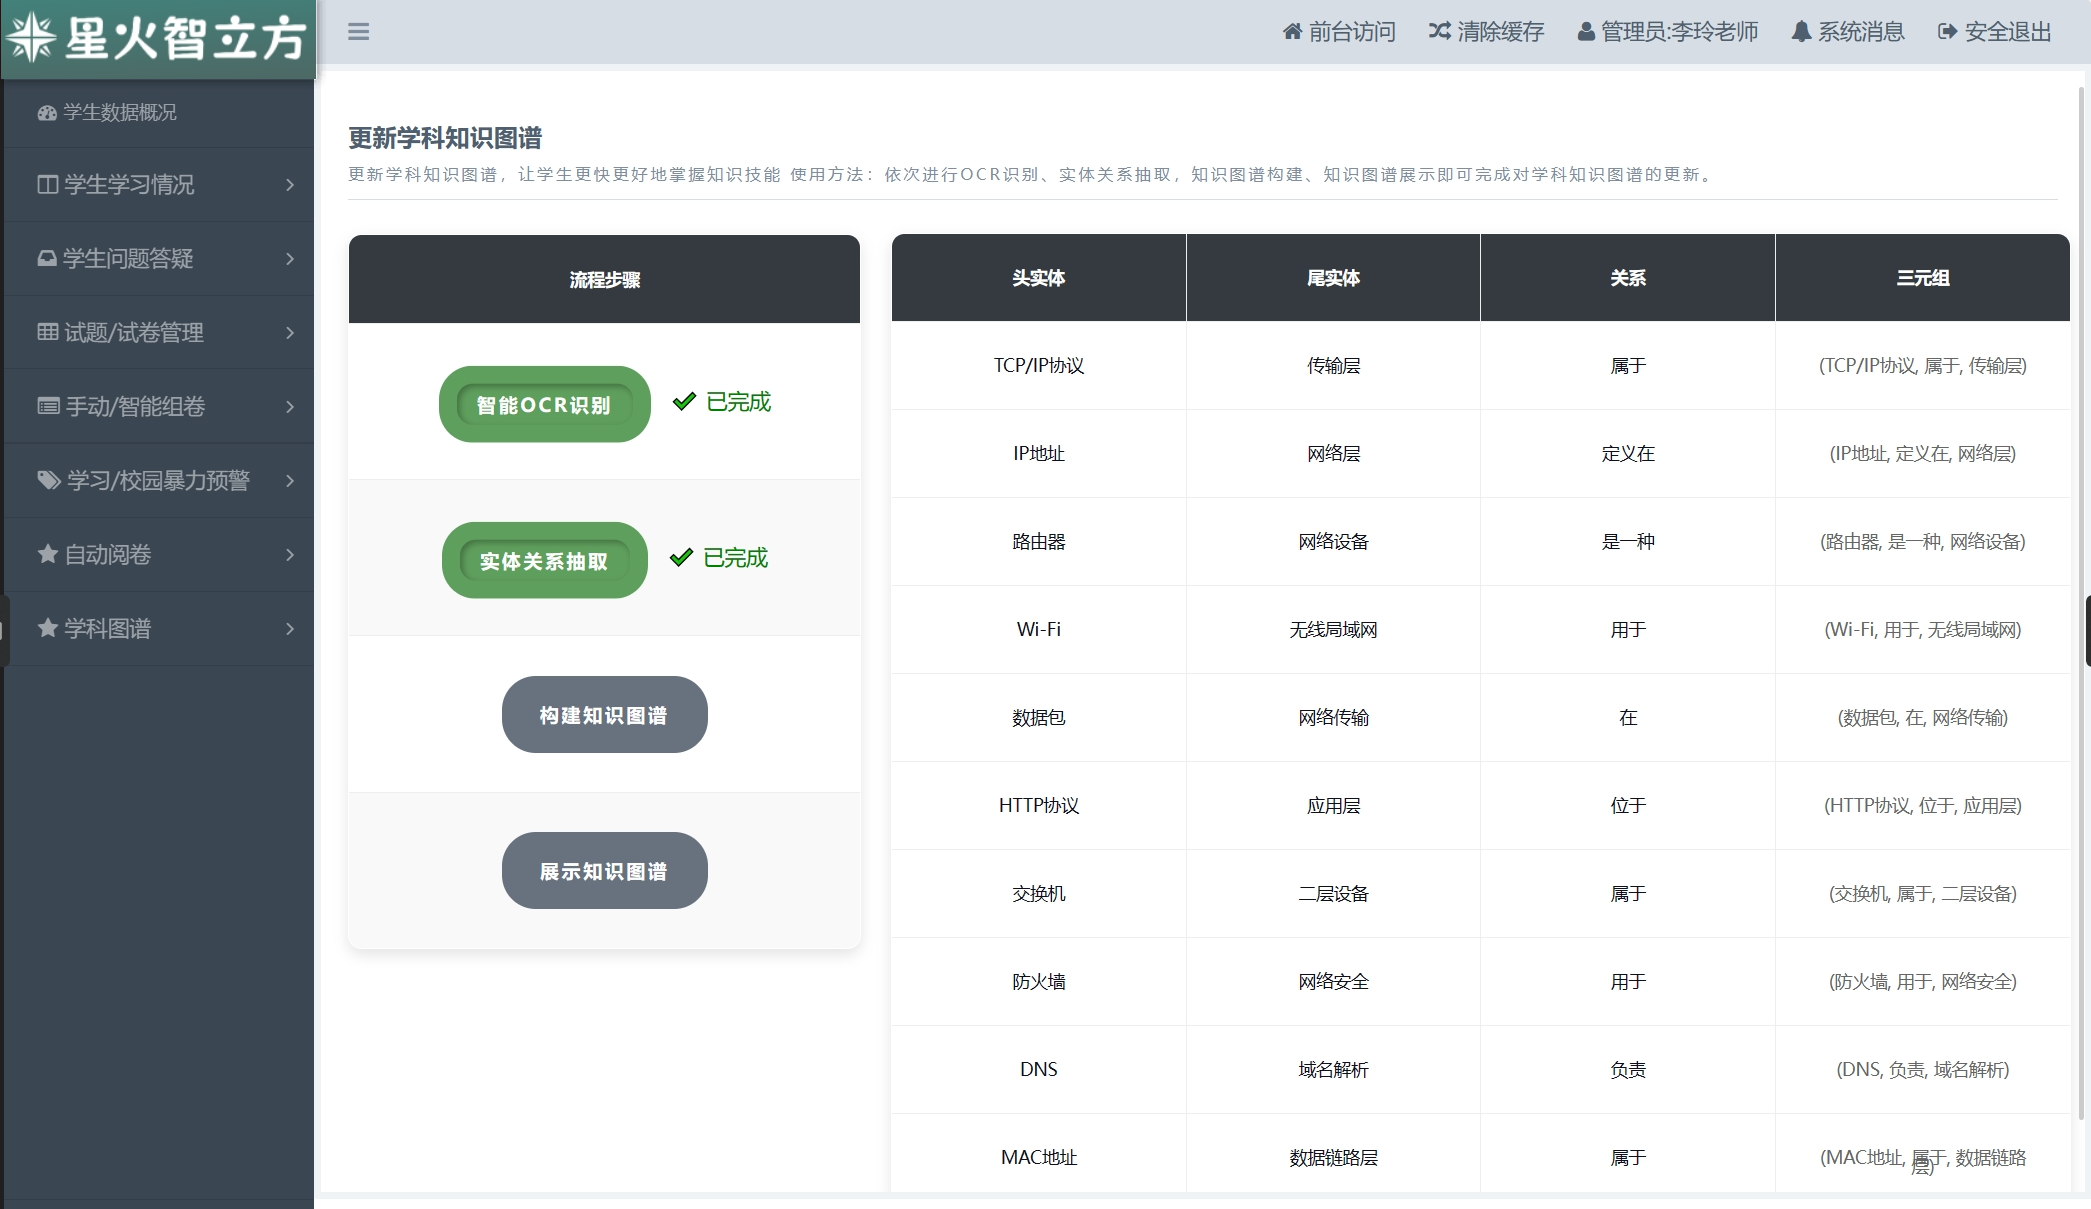 星火智立方
前台访问 清除缓存 管理员:李玲老师 系统消息 安全退出
学生数据概况
学生学习情况
学生问题答疑
试题/试卷管理
手动/智能组卷
学习/校园暴力预警
自动阅卷
学科图谱
更新学科知识图谱
更新学科知识图谱，让学生更快更好地掌握知识技能 使用方法：依次进行OCR识别、实体关系抽取，知识图谱构建、知识图谱展示即可完成对学科知识图谱的更新。
流程步骤
智能OCR识别 已完成
实体关系抽取 已完成
构建知识图谱
展示知识图谱
头实体 尾实体 关系 三元组
TCP/IP协议 传输层 属于 (TCP/IP协议, 属于, 传输层)
IP地址 网络层 定义在 (IP地址, 定义在, 网络层)
路由器 网络设备 是一种 (路由器, 是一种, 网络设备)
Wi-Fi 无线局域网 用于 (Wi-Fi, 用于, 无线局域网)
数据包 网络传输 在 (数据包, 在, 网络传输)
HTTP协议 应用层 位于 (HTTP协议, 位于, 应用层)
交换机 二层设备 属于 (交换机, 属于, 二层设备)
防火墙 网络安全 用于 (防火墙, 用于, 网络安全)
DNS 域名解析 负责 (DNS, 负责, 域名解析)
MAC地址 数据链路层 属于 (MAC地址, 属于, 数据链路
层)